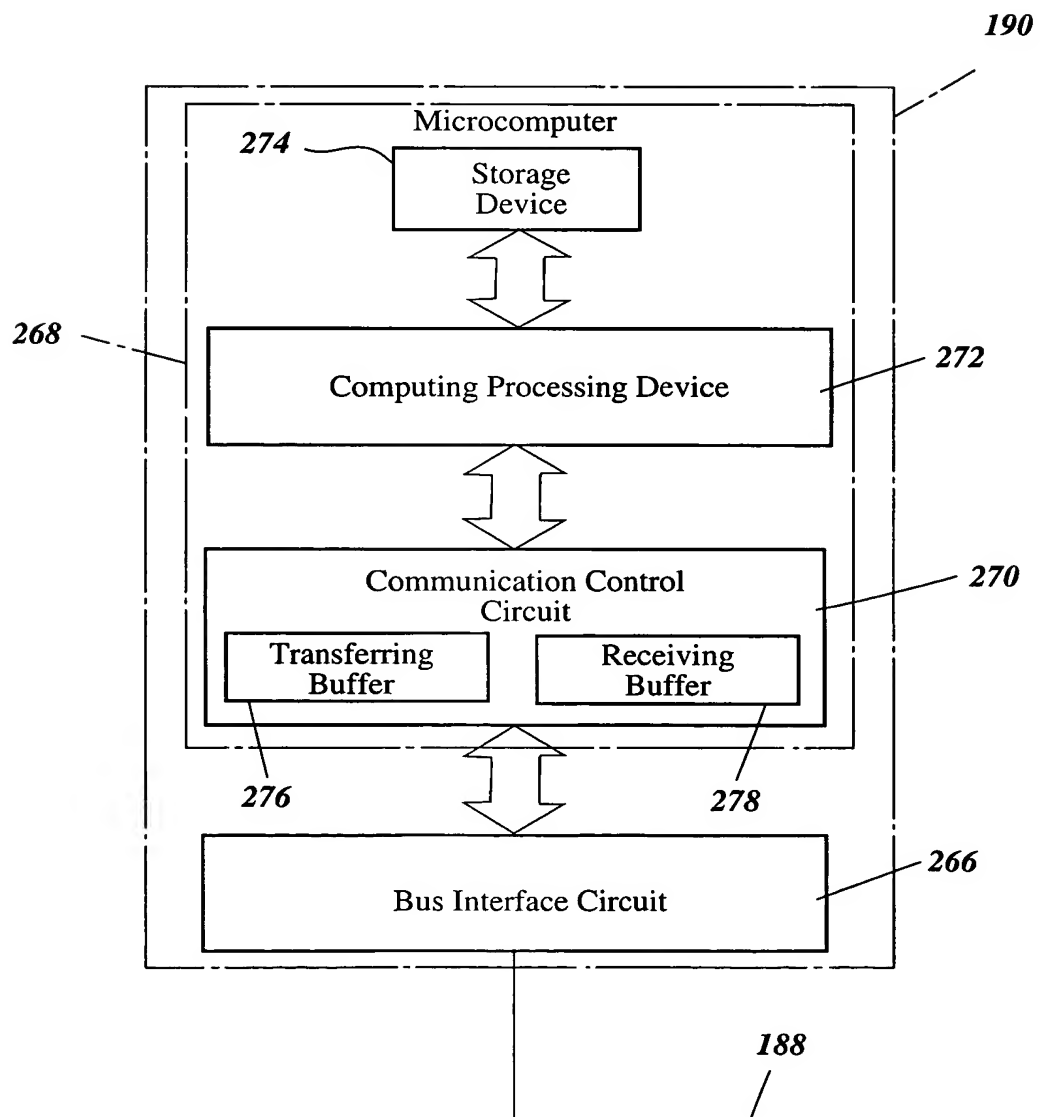 190
Microcomputer
274
Storage
Device
268
272
Computing Processing Device
Communication Control
Circuit
270
Transferring
Buffer
Receiving
Buffer
276
278
266
Bus Interface Circuit
188